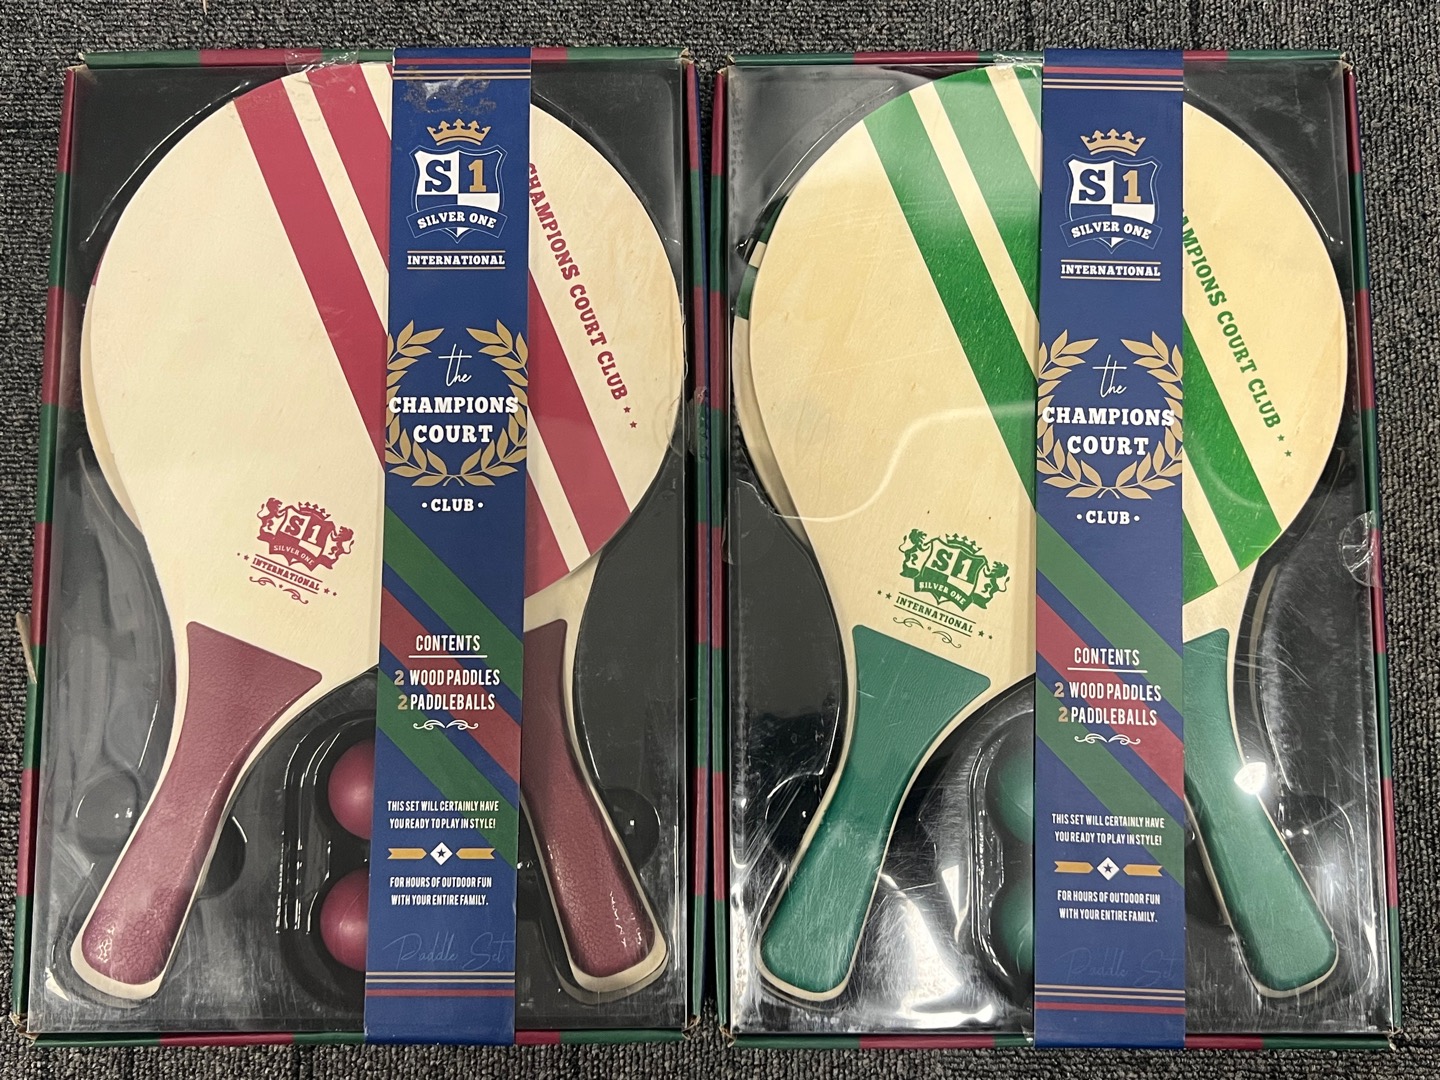 S1
SILVER ONE
INTERNATIONAL
the
CHAMPIONS
COURT
·CLUB·
CONTENTS
2 WOOD PADDLES
2 PADDLEBALLS
THIS SET WILL CERTAINLY HAVE
YOU READY TO PLAY IN STYLE!
FOR HOURS OF OUTDOOR FUN
WITH YOUR ENTIRE FAMILY.
Paddle Set
CHAMPIONS COURT CLUB
S1
SILVER ONE
INTERNATIONAL
S1
SILVER ONE
INTERNATIONAL
the
CHAMPIONS
COURT
·CLUB·
CONTENTS
2 WOOD PADDLES
2 PADDLEBALLS
THIS SET WILL CERTAINLY HAVE
YOU READY TO PLAY IN STYLE!
FOR HOURS OF OUTDOOR FUN
WITH YOUR ENTIRE FAMILY.
Paddle Set
AMPIONS COURT CLUB
S1
SILVER ONE
INTERNATIONAL